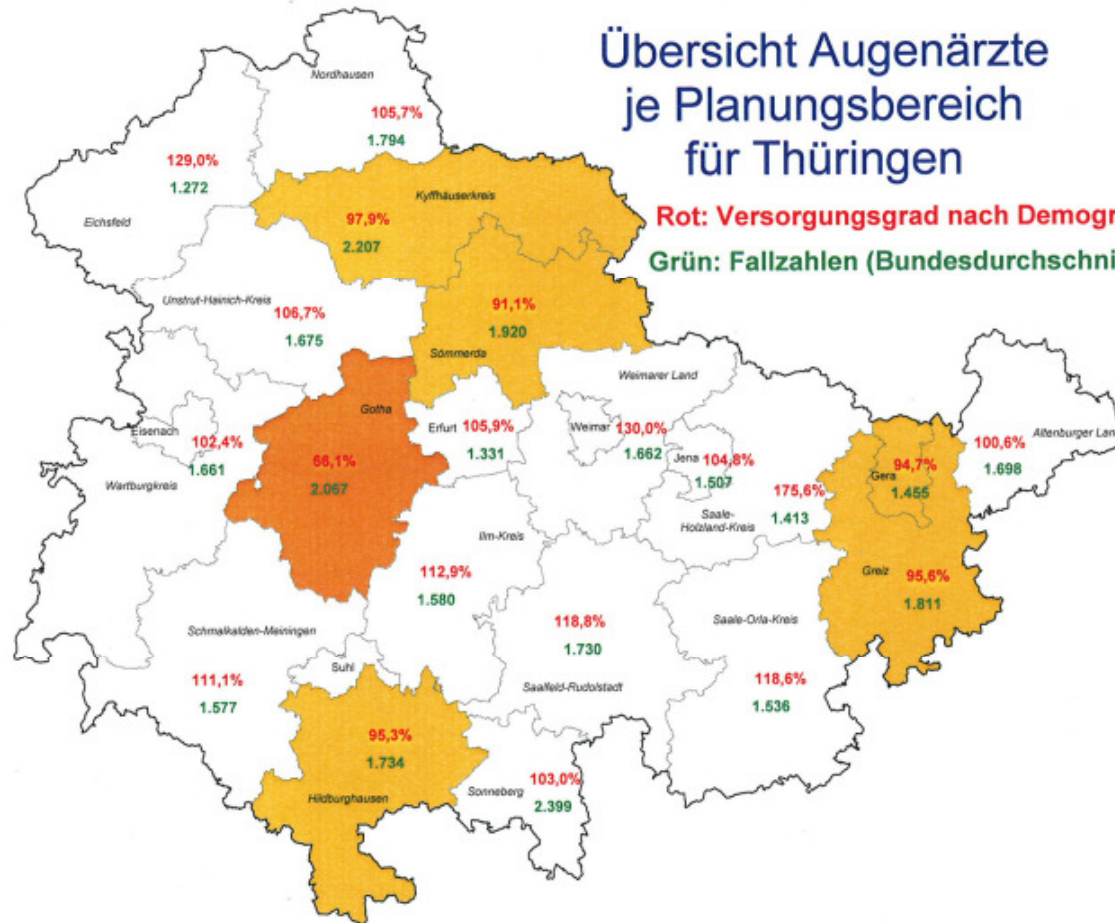 Übersicht Augenärzte
je Planungsbereich
für Thüringen
Rot: Versorgungsgrad nach Demogr
Grün: Fallzahlen (Bundesdurchschni
Nordhausen
105,7%
1.794
129,0%
1.272
Eichsfeld
Kyffhäuserkreis
97,9%
2.207
Unstrut-Hainich-Kreis
106,7%
1.675
91,1%
1.920
Sömmerda
Weimarer Land
Gotha
66,1%
2.067
Eisenach
102,4%
1.661
Wartburgkreis
Erfurt
105,9%
1.331
Weimar
130,0%
1.662
Jena
104,8%
1.507
175,6%
1.413
Saale-
Holzland-Kreis
94,7%
Gera
1.455
100,6%
1.698
Altenburger Lan
Ilm-Kreis
112,9%
1.580
Greiz
95,6%
1.811
Schmalkalden-Meiningen
111,1%
1.577
Suhl
118,8%
1.730
Saalfeld-Rudolstadt
Saale-Orla-Kreis
118,6%
1.536
95,3%
1.734
Hildburghausen
Sonneberg
103,0%
2.399